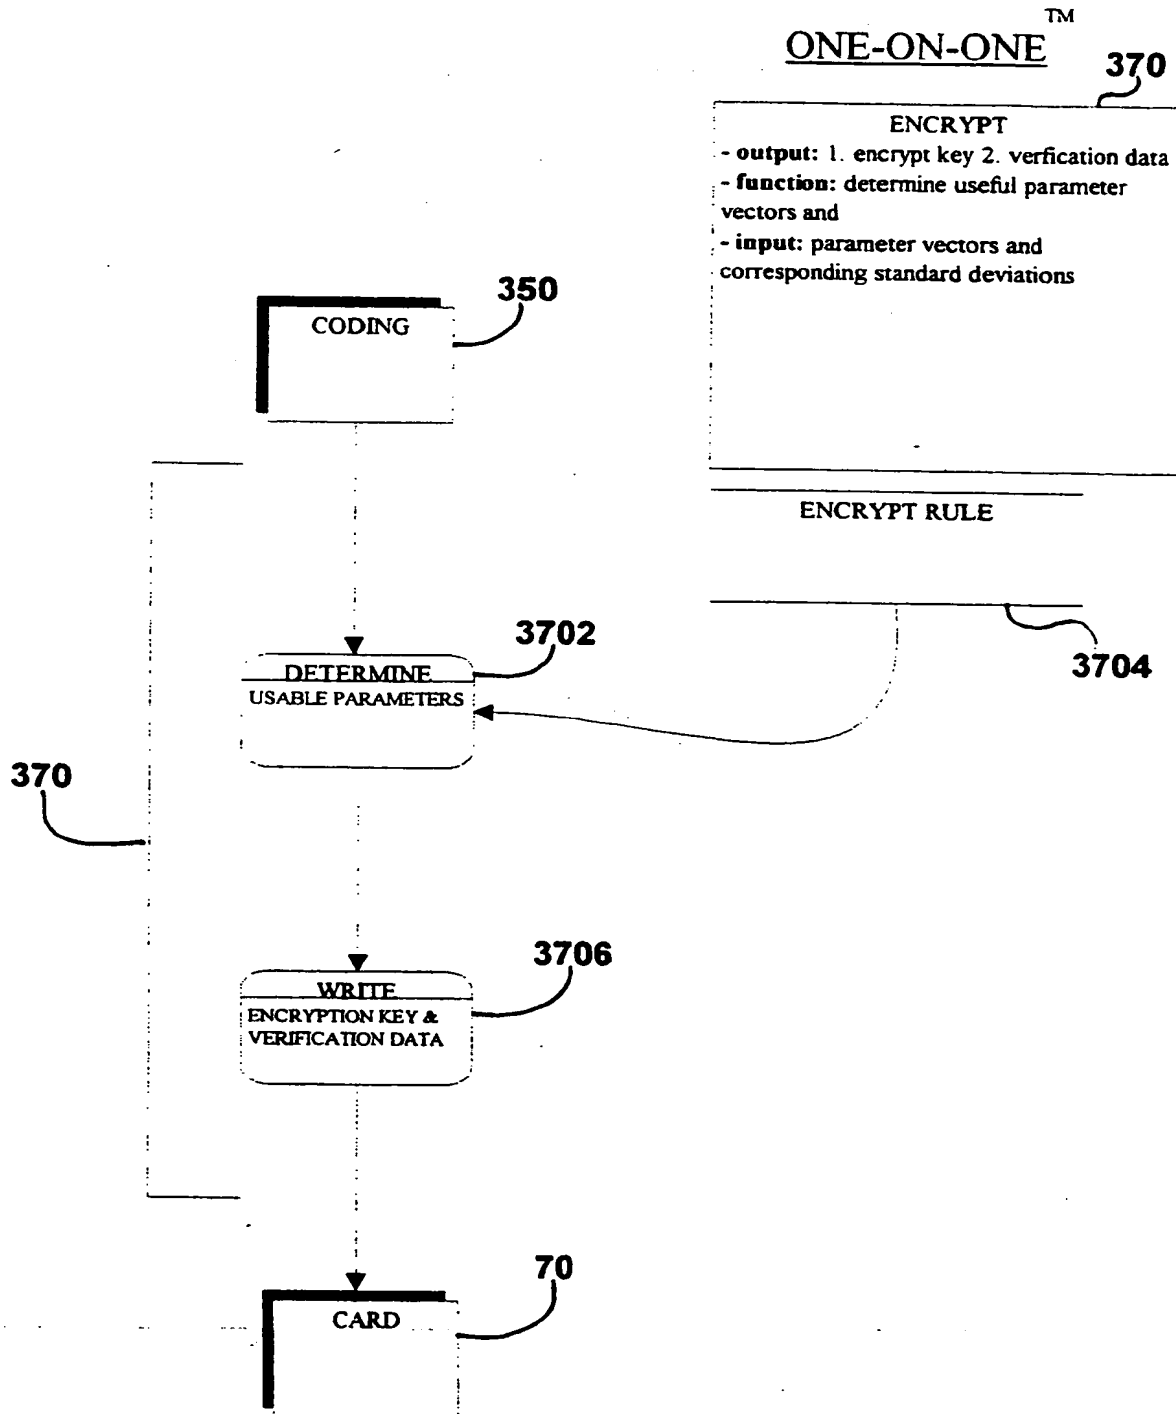 TM
ONE-ON-ONE
370
ENCRYPT
- output: 1. encrypt key 2. verfication data
- function: determine useful parameter
vectors and
- input: parameter vectors and
corresponding standard deviations
350
CODING
ENCRYPT RULE
3704
3702
DETERMINE
USABLE PARAMETERS
370
3706
WRITE
ENCRYPTION KEY &
VERIFICATION DATA
70
CARD